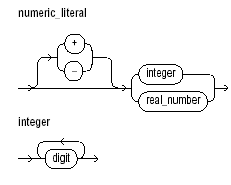 numeric_literal
+
−
integer
real_number
integer
digit